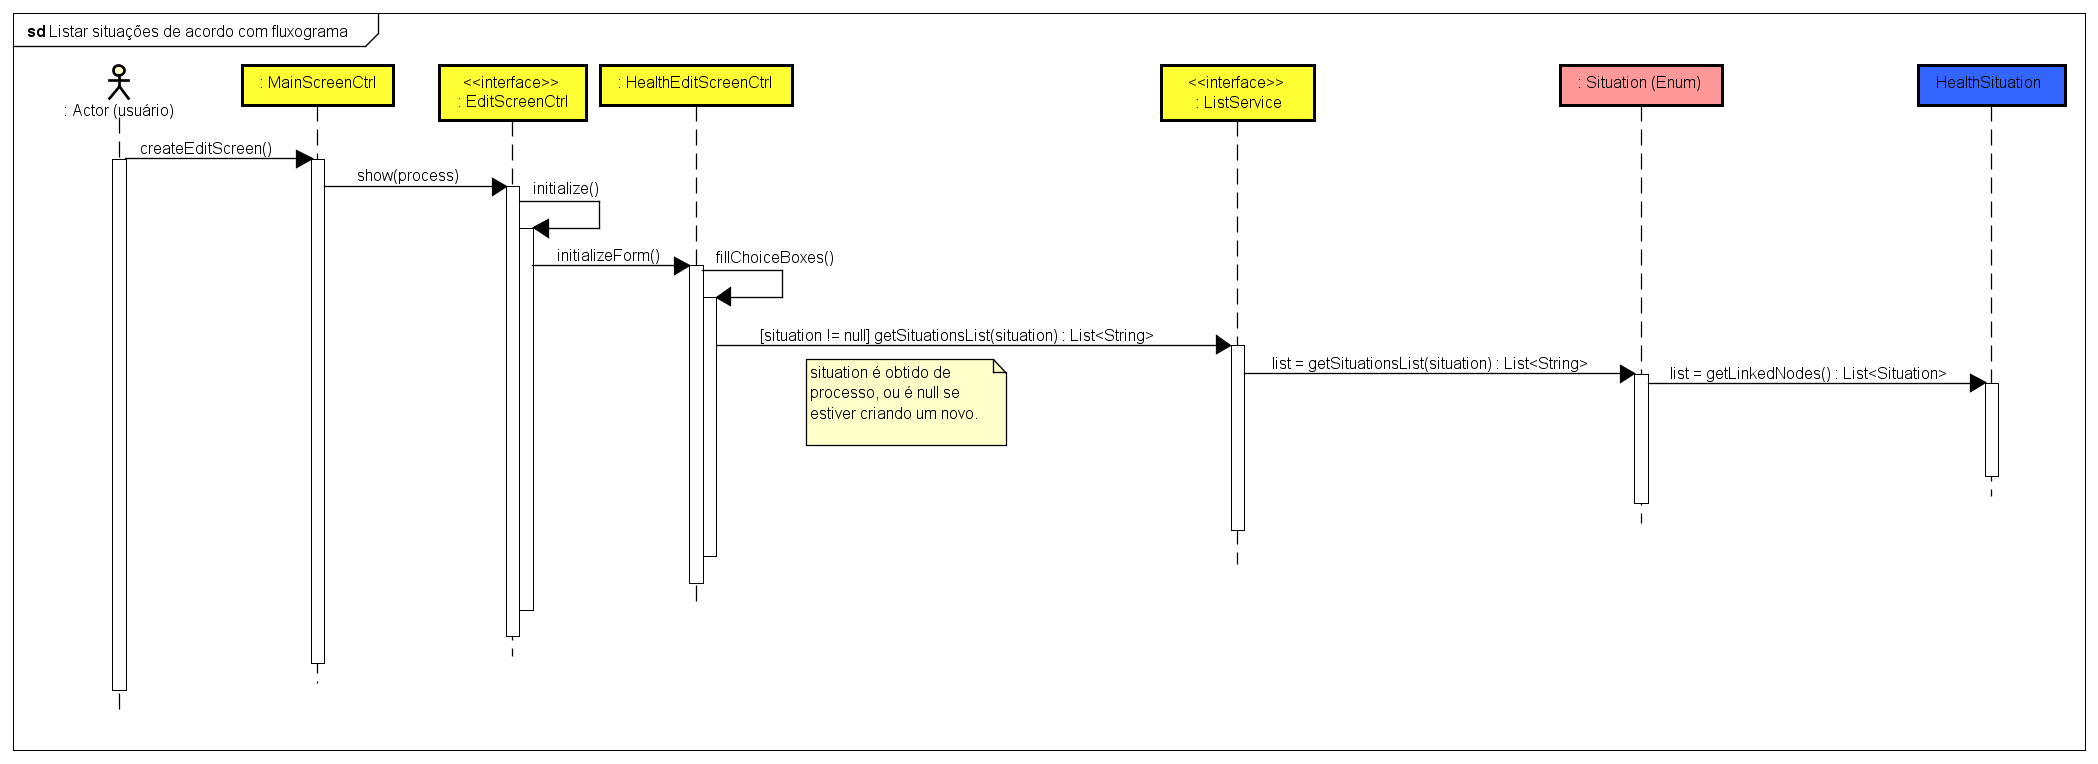 sd Listar situações de acordo com fluxograma
: Actor (usuário)
: MainScreenCtrl
<<interface>>
: EditScreenCtrl
: HealthEditScreenCtrl
<<interface>>
: ListService
: Situation (Enum)
HealthSituation
createEditScreen()
show(process)
initialize()
initializeForm()
fillChoiceBoxes()
[situation != null] getSituationsList(situation) : List<String>
situation é obtido de
processo, ou é null se
estiver criando um novo.
list = getSituationsList(situation) : List<String>
list = getLinkedNodes() : List<Situation>